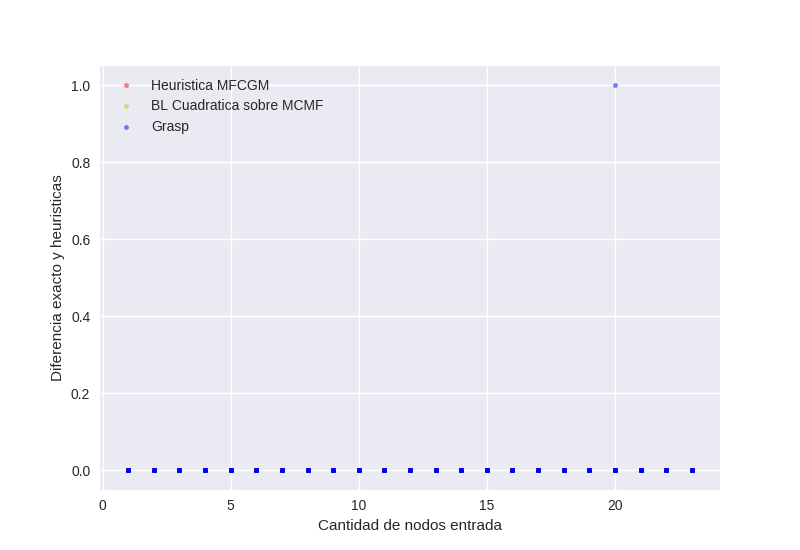 Heuristica MFCGM
BL Cuadratica sobre MCMF
Grasp
Diferencia exacto y heuristicas
1.0
0.8
0.6
0.4
0.2
0.0
0
5
10
15
20
Cantidad de nodos entrada